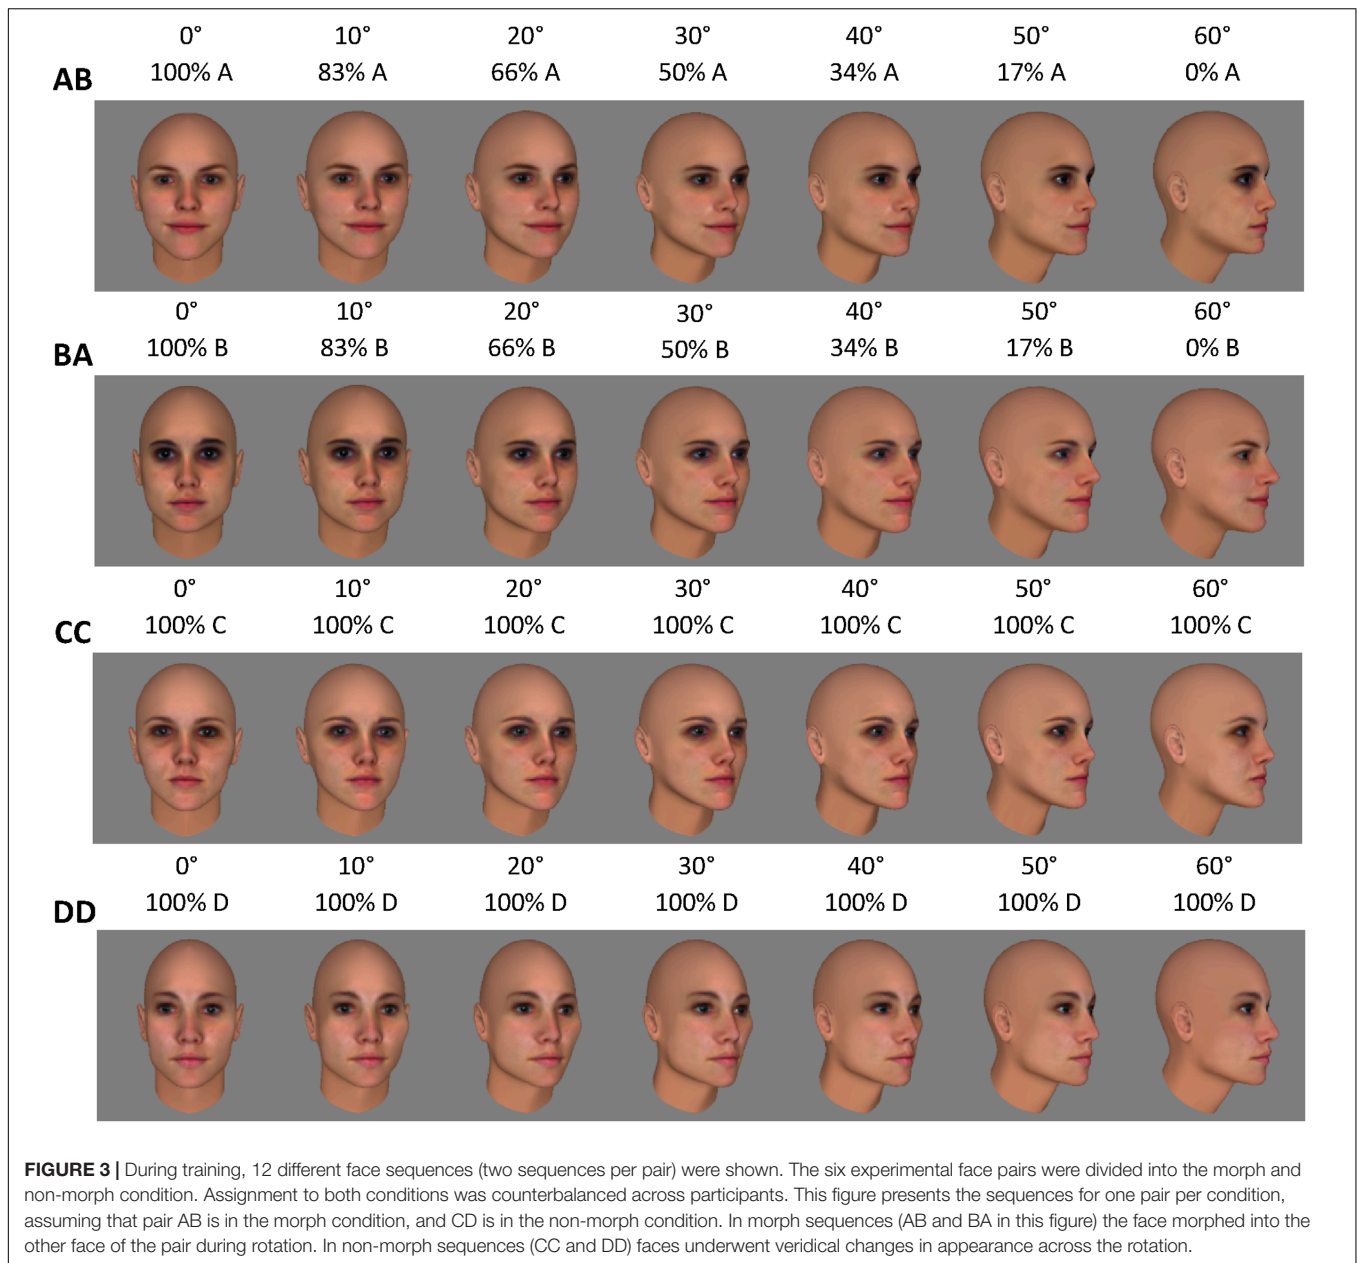 0° 10° 20° 30° 40° 50° 60°
AB 100% A 83% A 66% A 50% A 34% A 17% A 0% A
0° 10° 20° 30° 40° 50° 60°
BA 100% B 83% B 66% B 50% B 34% B 17% B 0% B
0° 10° 20° 30° 40° 50° 60°
CC 100% C 100% C 100% C 100% C 100% C 100% C 100% C
0° 10° 20° 30° 40° 50° 60°
DD 100% D 100% D 100% D 100% D 100% D 100% D 100% D
FIGURE 3 | During training, 12 different face sequences (two sequences per pair) were shown. The six experimental face pairs were divided into the morph and
non-morph condition. Assignment to both conditions was counterbalanced across participants. This figure presents the sequences for one pair per condition,
assuming that pair AB is in the morph condition, and CD is in the non-morph condition. In morph sequences (AB and BA in this figure) the face morphed into the
other face of the pair during rotation. In non-morph sequences (CC and DD) faces underwent veridical changes in appearance across the rotation.